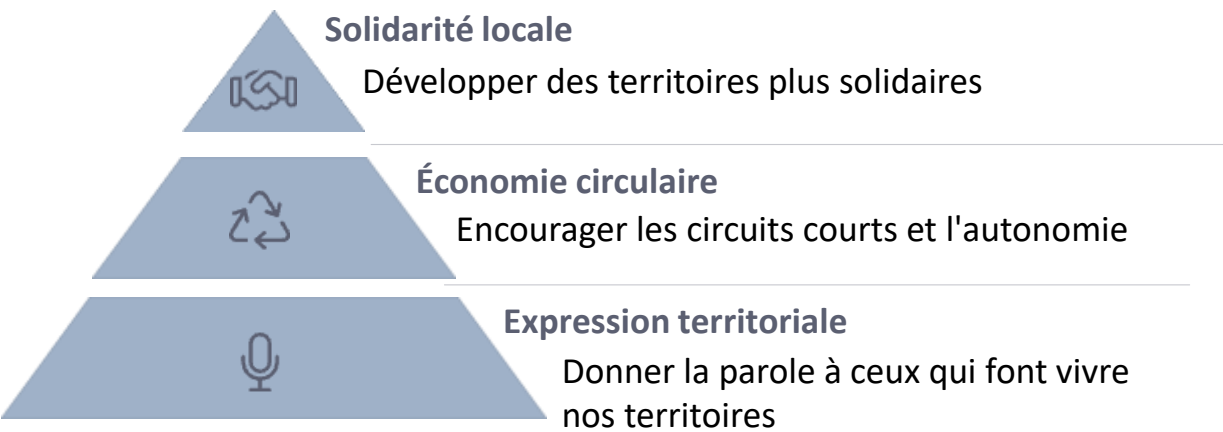 Solidarité locale
Développer des territoires plus solidaires
Économie circulaire
Encourager les circuits courts et l'autonomie
Expression territoriale
Donner la parole à ceux qui font vivre
nos territoires